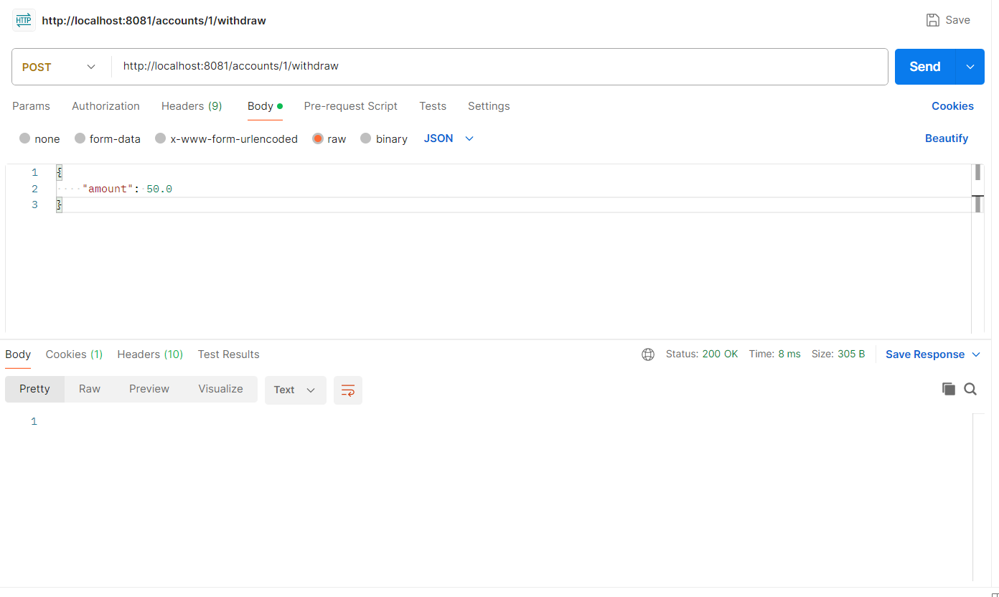 HTTP http://localhost:8081/accounts/1/withdraw Save
POST http://localhost:8081/accounts/1/withdraw Send
Params Authorization Headers (9) Body Pre-request Script Tests Settings Cookies
none form-data x-www-form-urlencoded raw binary JSON Beautify
1 {
2 ····"amount":·50.0
3 }
Body Cookies (1) Headers (10) Test Results Status: 200 OK Time: 8 ms Size: 305 B Save Response
Pretty Raw Preview Visualize Text
1